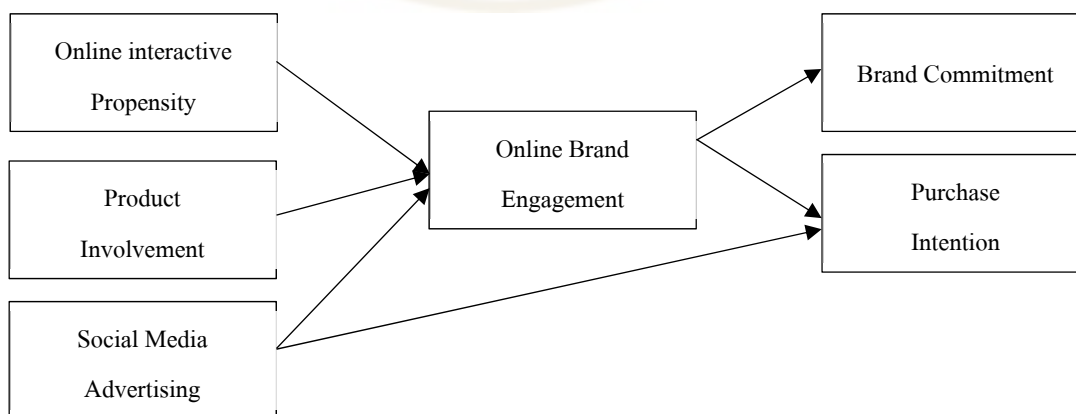 Online interactive
Propensity
Product
Involvement
Social Media
Advertising
Online Brand
Engagement
Brand Commitment
Purchase
Intention